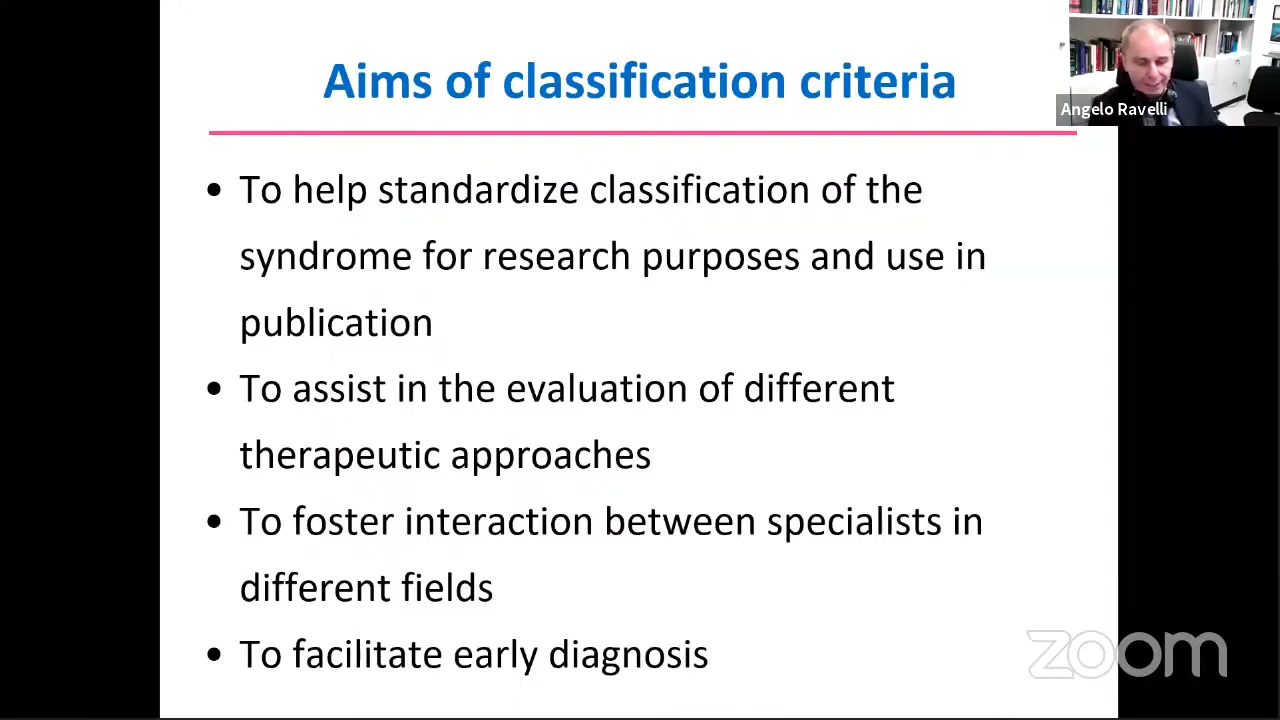 Aims of classification criteria
Angelo Ravelli
• To help standardize classification of the
syndrome for research purposes and use in
publication
• To assist in the evaluation of different
therapeutic approaches
• To foster interaction between specialists in
different fields
• To facilitate early diagnosis
zoom